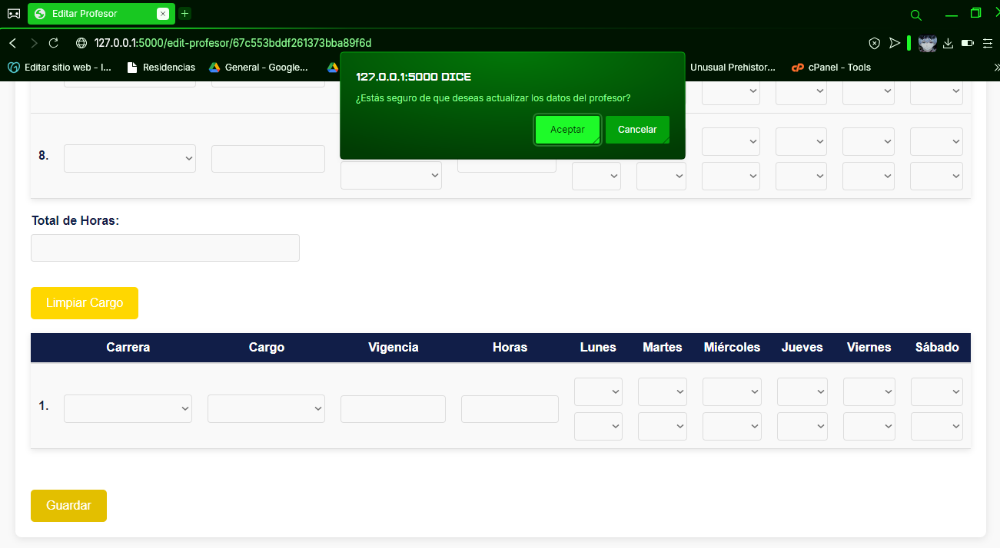 Editar Profesor
127.0.0.1:5000/edit-profesor/67c553bddf261373bba89f6d
Editar sitio web - I...
Residencias
General - Google...
Unusual Prehistor...
cPanel - Tools
127.0.0.1:5000 DICE
¿Estás seguro de que deseas actualizar los datos del profesor?
Aceptar
Cancelar
8.
Total de Horas:
Limpiar Cargo
Carrera Cargo Vigencia Horas Lunes Martes Miércoles Jueves Viernes Sábado
1.
Guardar